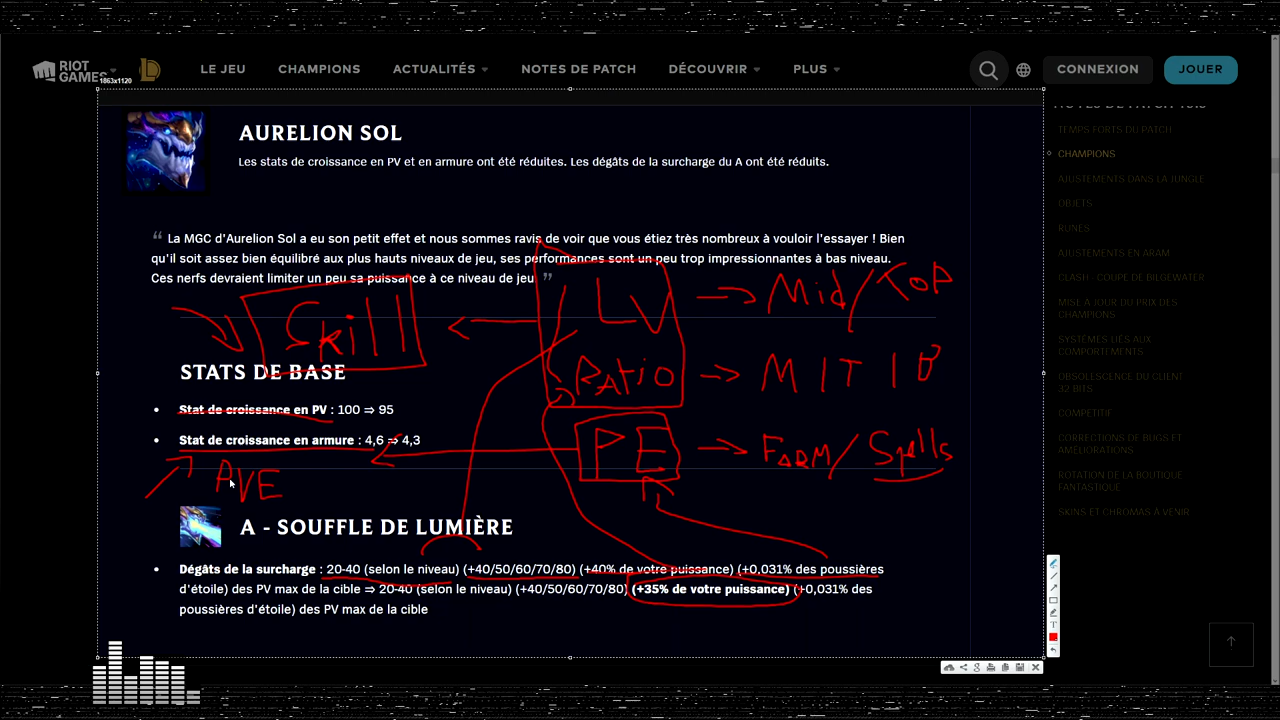 RIOT GAMES
1863x1120
LE JEU
CHAMPIONS
ACTUALITÉS
NOTES DE PATCH
DÉCOUVRIR
PLUS
CONNEXION
JOUER
AURELION SOL
Les stats de croissance en PV et en armure ont été réduites. Les dégâts de la surcharge du A ont été réduits.
“ La MGC d'Aurelion Sol a eu son petit effet et nous sommes ravis de voir que vous étiez très nombreux à vouloir l'essayer ! Bien
qu'il soit assez bien équilibré aux plus hauts niveaux de jeu, ses performances sont un peu trop impressionnantes à bas niveau.
Ces nerfs devraient limiter un peu sa puissance à ce niveau de jeu. ”
Skill
LV
Mid/TOP
RAtio
PE
FARM/Spells
STATS DE BASE
Stat de croissance en PV : 100 ⇒ 95
Stat de croissance en armure : 4,6 ⇒ 4,3
PVE
A - SOUFFLE DE LUMIÈRE
Dégâts de la surcharge : 20-40 (selon le niveau) (+40/50/60/70/80) (+40% de votre puissance) (+0,031% des poussières
d'étoile) des PV max de la cible ⇒ 20-40 (selon le niveau) (+40/50/60/70/80) (+35% de votre puissance) (+0,031% des
poussières d'étoile) des PV max de la cible
TEMPS FORTS DU PATCH
CHAMPIONS
AJUSTEMENTS DANS LA JUNGLE
OBJETS
RUNES
AJUSTEMENTS EN ARAM
CLASH - COUPE DE BILGEWATER
MISE À JOUR DU PRIX DES
CHAMPIONS
SYSTÈMES LIÉS AUX
COMPORTEMENTS
OBSOLESCENCE DU CLIENT
32 BITS
COMPÉTITIF
CORRECTIONS DE BUGS ET
AMÉLIORATIONS
ROTATION DE LA BOUTIQUE
FANTASTIQUE
SKINS ET CHROMAS À VENIR